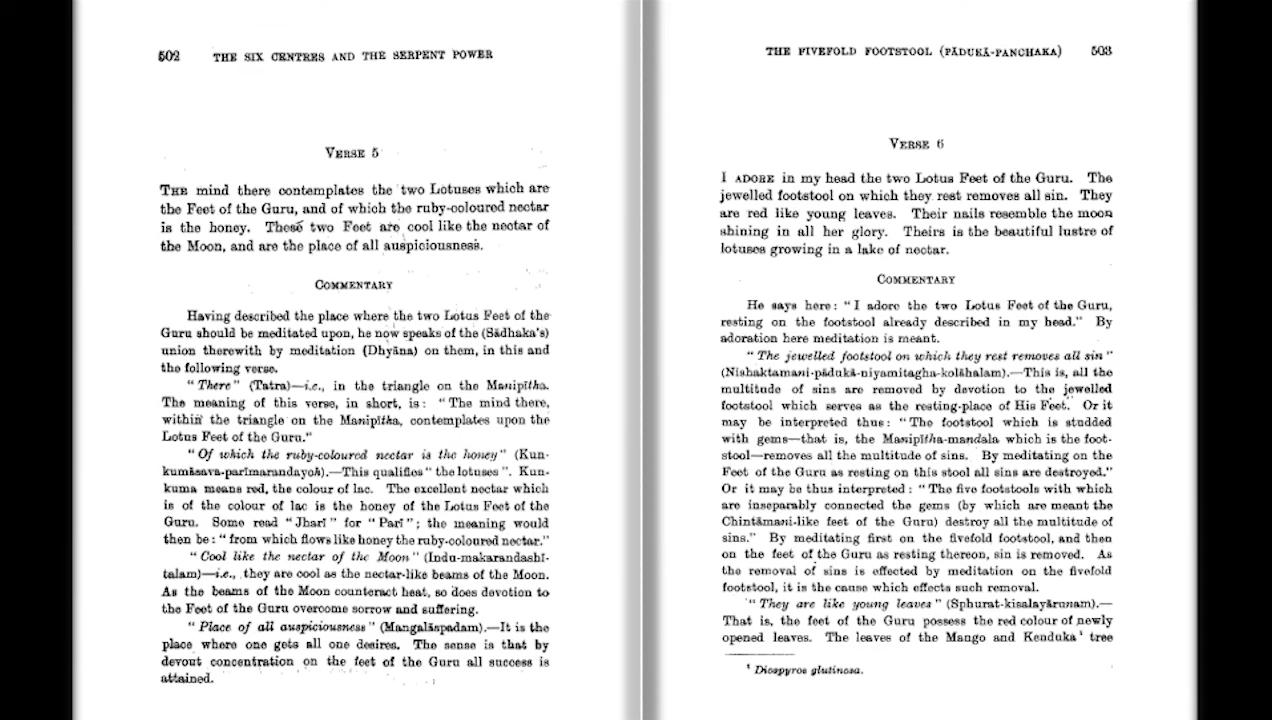 502 THE SIX CENTRES AND THE SERPENT POWER
VERSE 5
THE mind there contemplates the two Lotuses which are
the Feet of the Guru, and of which the ruby-coloured nectar
is the honey. These two Feet are cool like the nectar of
the Moon, and are the place of all auspiciousness.
COMMENTARY
Having described the place where the two Lotus Feet of the
Guru should be meditated upon, he now speaks of the (Sādhaka's)
union therewith by meditation (Dhyāna) on them, in this and
the following verse.
"There" (Tatra)—i.e., in the triangle on the Manipītha.
The meaning of this verse, in short, is: "The mind there,
within the triangle on the Manipītha, contemplates upon the
Lotus Feet of the Guru."
"Of which the ruby-coloured nectar is the honey" (Kun-
kumāsava-parīmarandayoh).—This qualifies "the lotuses". Kun-
kuma means red, the colour of lac. The excellent nectar which
is of the colour of lac is the honey of the Lotus Feet of the
Guru. Some read "Jharī" for "Parī"; the meaning would
then be: "from which flows like honey the ruby-coloured nectar."
"Cool like the nectar of the Moon" (Indu-makarandashī-
talam)—i.e., they are cool as the nectar-like beams of the Moon.
As the beams of the Moon counteract heat, so does devotion to
the Feet of the Guru overcome sorrow and suffering.
"Place of all auspiciousness" (Mangalāspadam).—It is the
place where one gets all one desires. The sense is that by
devout concentration on the feet of the Guru all success is
attained.
THE FIVEFOLD FOOTSTOOL (PĀDUKĀ-PANCHAKA) 503
VERSE 6
I ADORE in my head the two Lotus Feet of the Guru. The
jewelled footstool on which they rest removes all sin. They
are red like young leaves. Their nails resemble the moon
shining in all her glory. Theirs is the beautiful lustre of
lotuses growing in a lake of nectar.
COMMENTARY
He says here: "I adore the two Lotus Feet of the Guru,
resting on the footstool already described in my head." By
adoration here meditation is meant.
"The jewelled footstool on which they rest removes all sin"
(Nishaktamani-pādukā-niyamitagha-kolāhalam).—This is, all the
multitude of sins are removed by devotion to the jewelled
footstool which serves as the resting-place of His Feet. Or it
may be interpreted thus: "The footstool which is studded
with gems—that is, the Manipītha-mandala which is the foot-
stool—removes all the multitude of sins. By meditating on the
Feet of the Guru as resting on this stool all sins are destroyed."
Or it may be thus interpreted: "The five footstools with which
are inseparably connected the gems (by which are meant the
Chintāmani-like feet of the Guru) destroy all the multitude of
sins." By meditating first on the fivefold footstool, and then
on the feet of the Guru as resting thereon, sin is removed. As
the removal of sins is effected by meditation on the fivefold
footstool, it is the cause which effects such removal.
"They are like young leaves" (Sphurat-kisalayārunam).—
That is, the feet of the Guru possess the red colour of newly
opened leaves. The leaves of the Mango and Kenduka¹ tree
¹ Diospyros glutinosa.